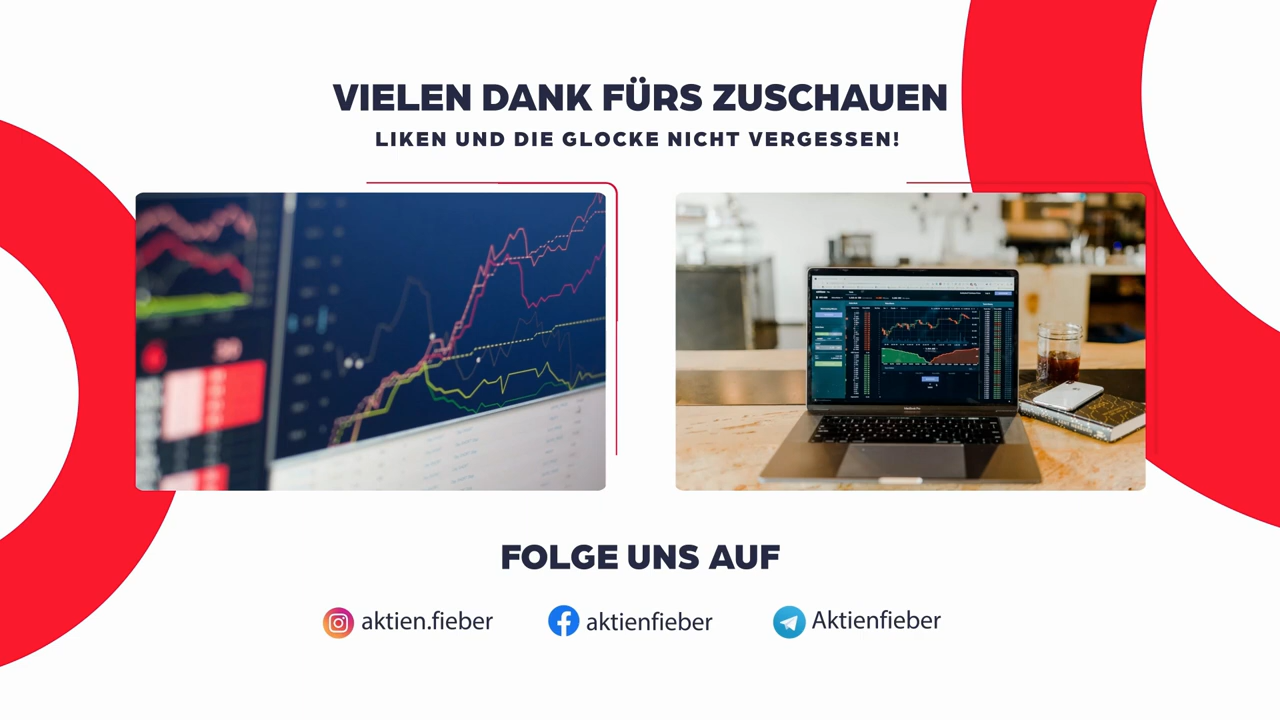 VIELEN DANK FÜRS ZUSCHAUEN
LIKEN UND DIE GLOCKE NICHT VERGESSEN!
FOLGE UNS AUF
aktien.fieber
aktienfieber
Aktienfieber